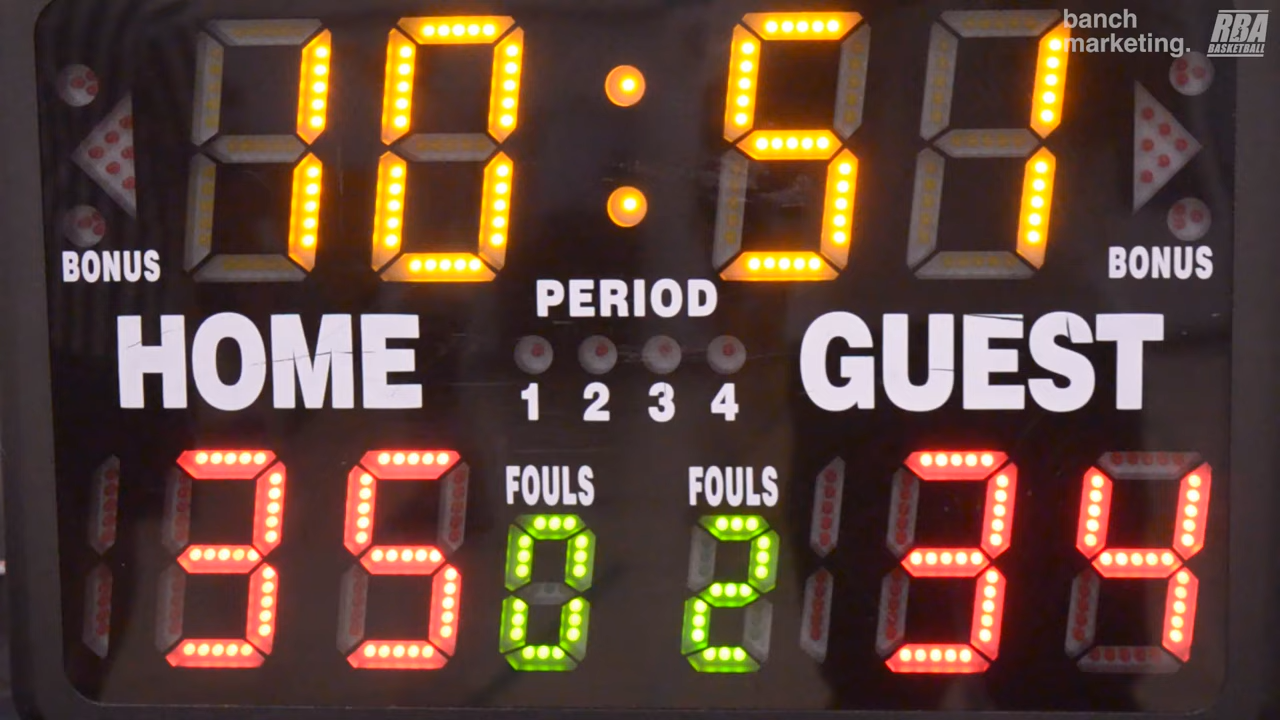 banch
marketing.
RBA
BASKETBALL
10:51
BONUS
BONUS
PERIOD
HOME
GUEST
1 2 3 4
FOULS
FOULS
35
0
2
34